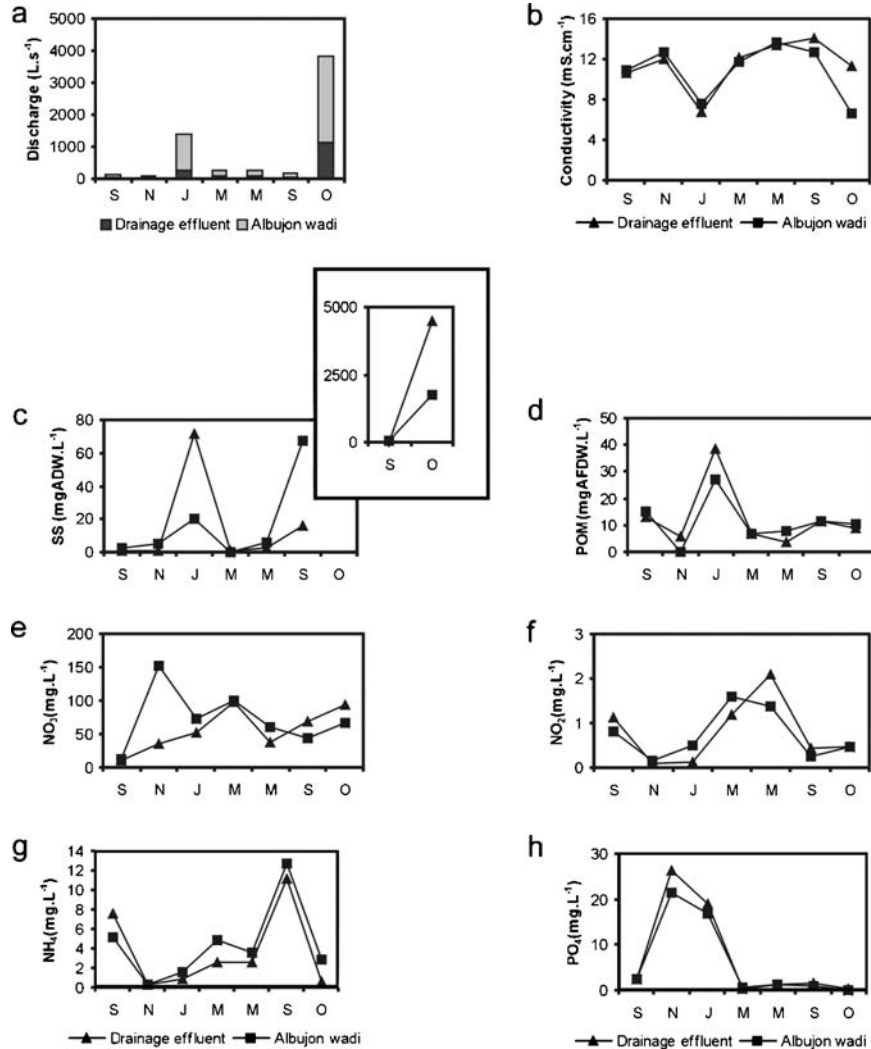 a
Discharge (L.s⁻¹)
5000
4000
3000
2000
1000
0
S N J M M S O
Drainage effluent Albujon wadi
b
Conductivity (mS.cm⁻¹)
16
12
8
4
0
S N J M M S O
Drainage effluent Albujon wadi
5000
2500
0
S O
c
SS (mgADW.L⁻¹)
80
60
40
20
0
S N J M M S O
d
POM (mgAFDW.L⁻¹)
50
40
30
20
10
0
S N J M M S O
e
NO₃(mg.L⁻¹)
200
150
100
50
0
S N J M M S O
f
NO₂(mg.L⁻¹)
3
2
1
0
S N J M M S O
g
NH₄(mg.L⁻¹)
14
12
10
8
6
4
2
0
S N J M M S O
Drainage effluent Albujon wadi
h
PO₄(mg.L⁻¹)
30
20
10
0
S N J M M S O
Drainage effluent Albujon wadi